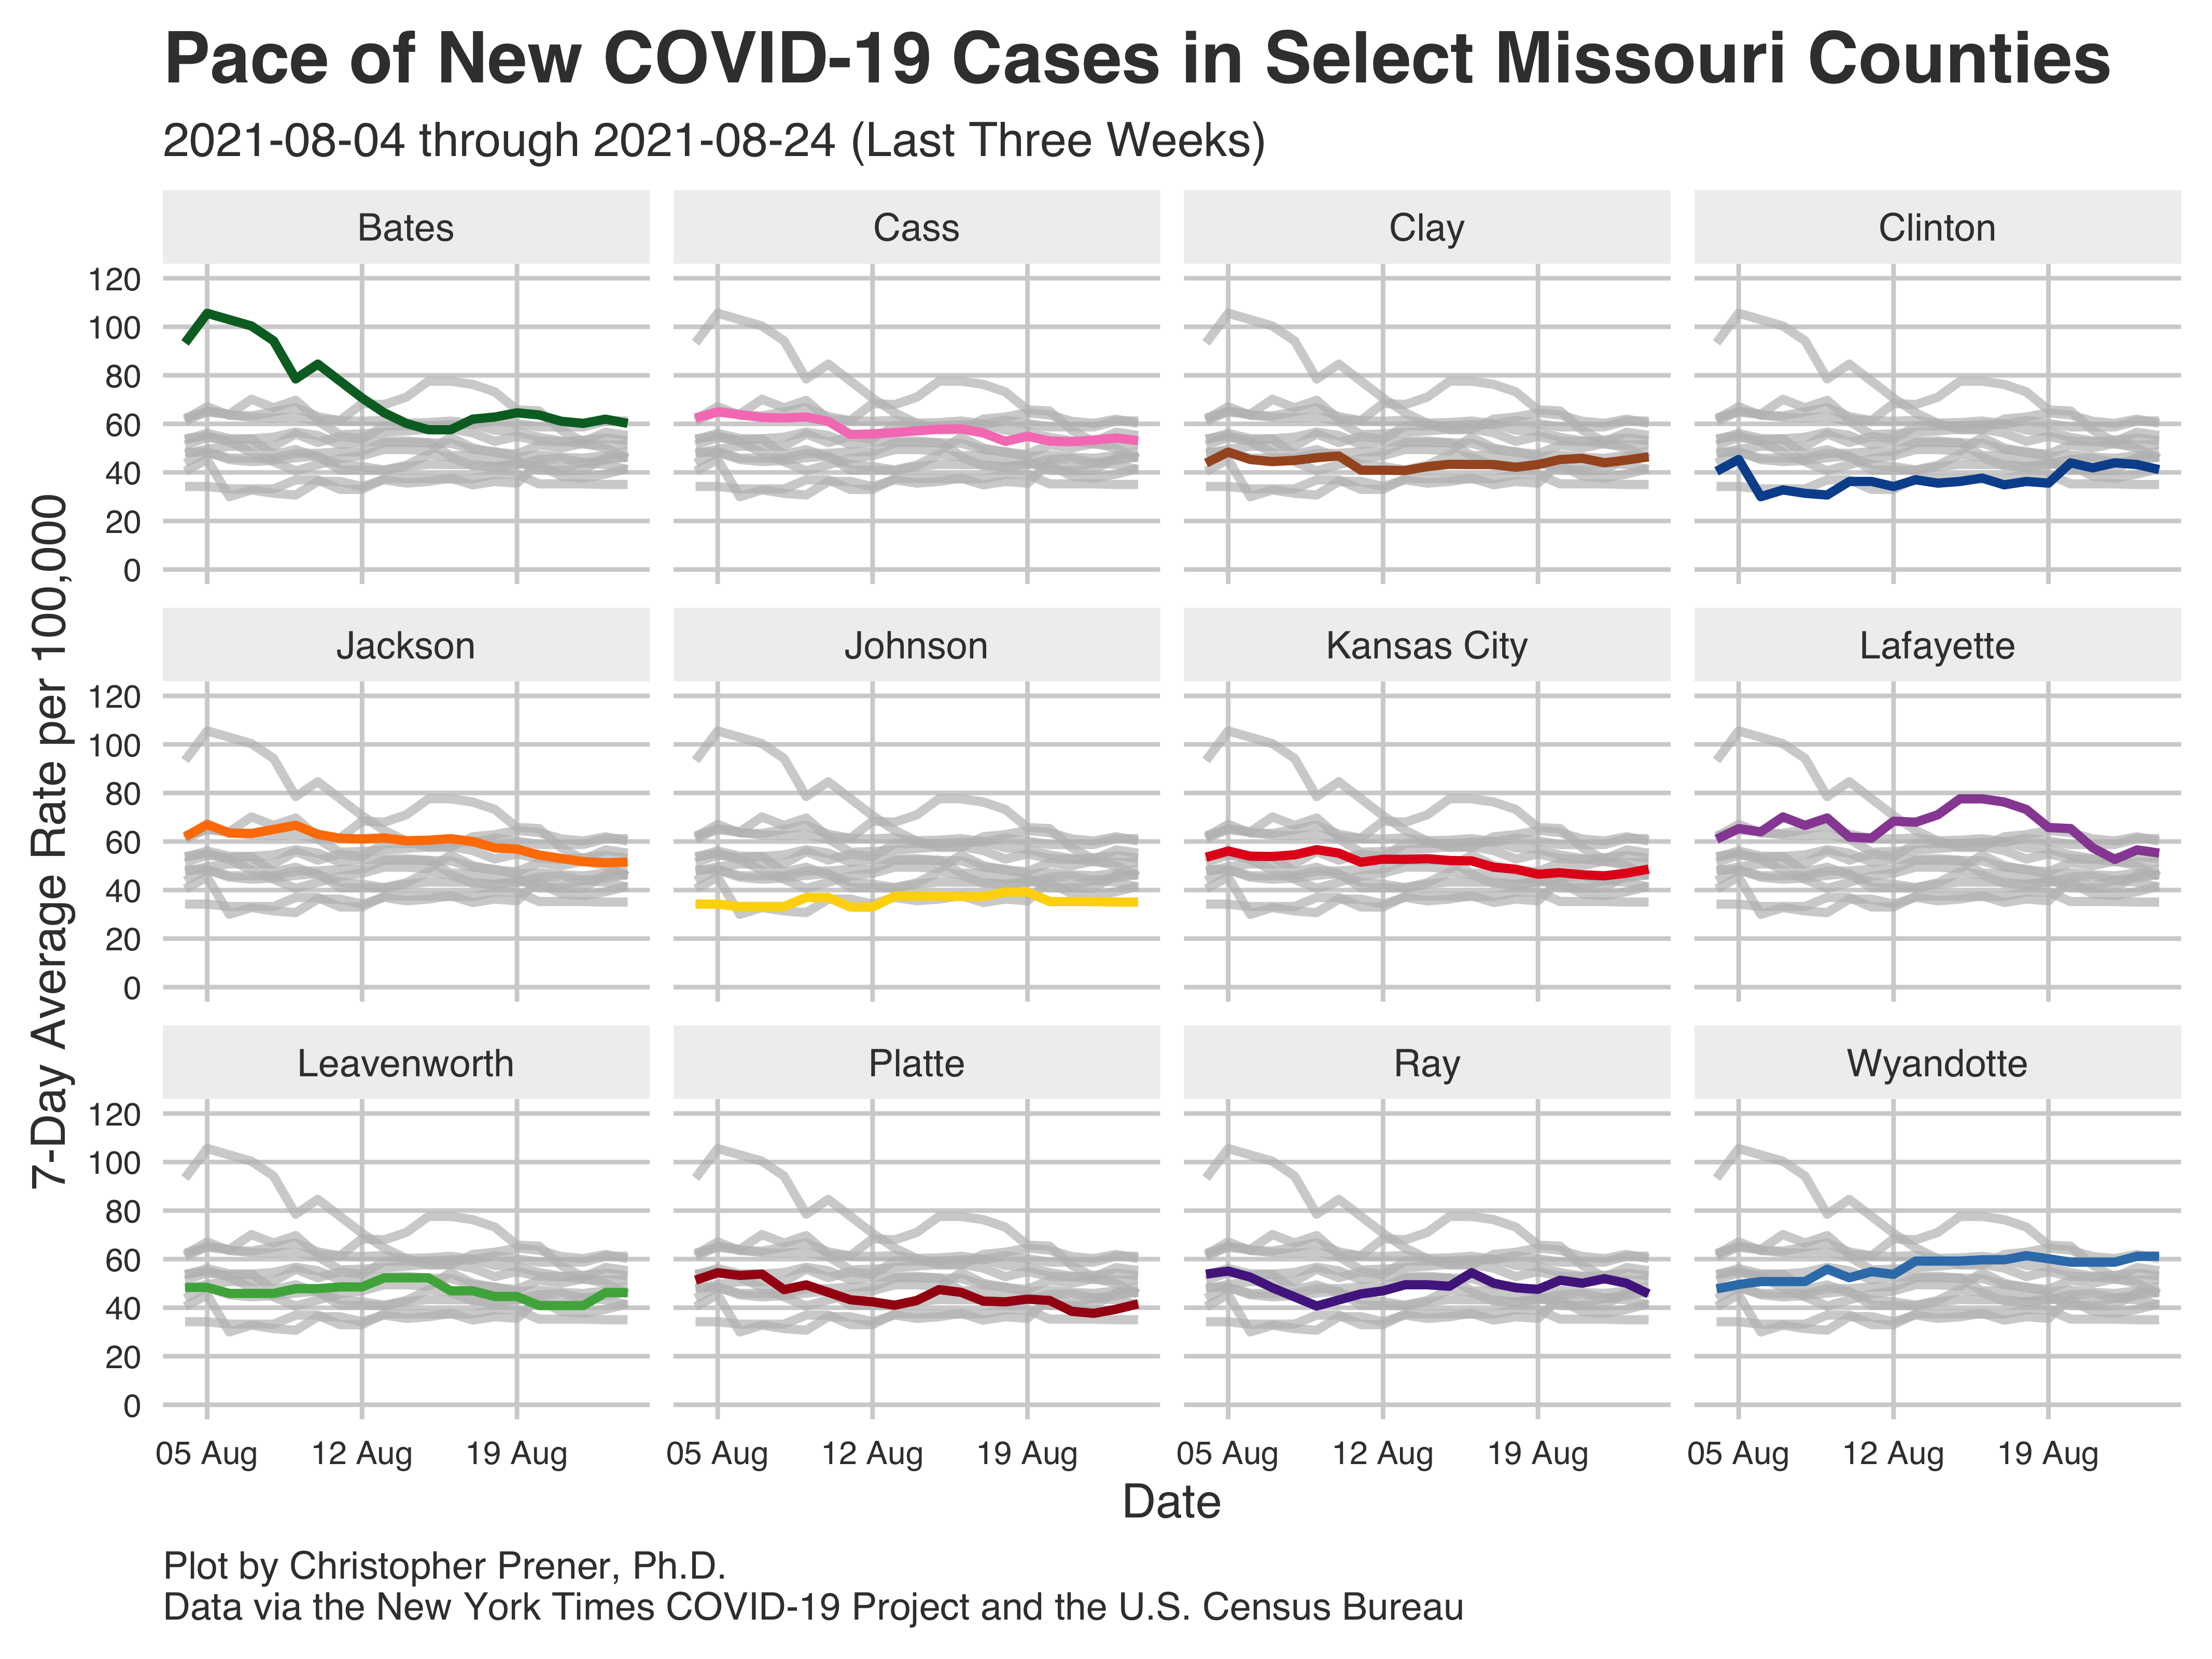 Pace of New COVID-19 Cases in Select Missouri Counties
2021-08-04 through 2021-08-24 (Last Three Weeks)
7-Day Average Rate per 100,000
Bates
Cass
Clay
Clinton
120
100
80
60
40
20
0
Jackson
Johnson
Kansas City
Lafayette
120
100
80
60
40
20
0
Leavenworth
Platte
Ray
Wyandotte
120
100
80
60
40
20
0
05 Aug 12 Aug 19 Aug 05 Aug 12 Aug 19 Aug 05 Aug 12 Aug 19 Aug 05 Aug 12 Aug 19 Aug
Date
Plot by Christopher Prener, Ph.D.
Data via the New York Times COVID-19 Project and the U.S. Census Bureau